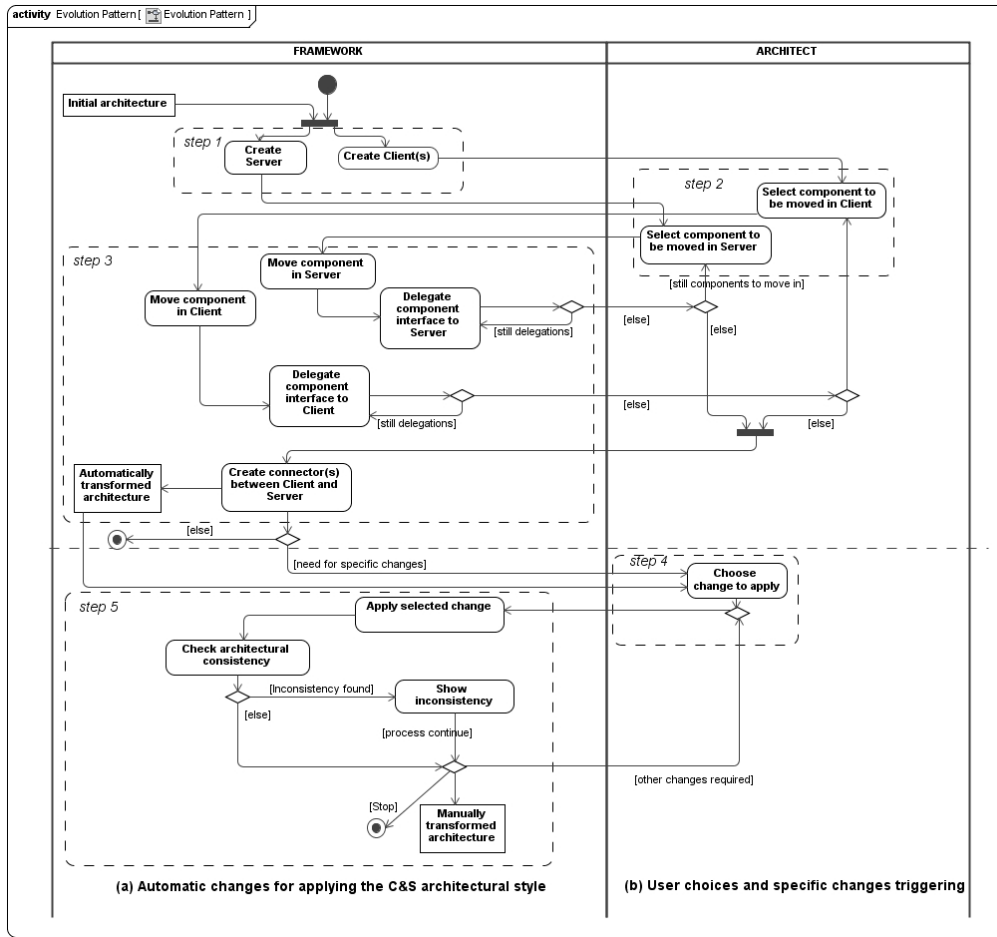 activity Evolution Pattern [ Evolution Pattern ]
FRAMEWORK
ARCHITECT
Initial architecture
step 1
Create
Server
Create Client(s)
step 2
Select component to
be moved in Client
Select component to
be moved in Server
[still components to move in]
step 3
Move component
in Server
Move component
in Client
Delegate
component
interface to
Server
[still delegations]
[else]
[else]
Delegate
component
interface to
Client
[still delegations]
[else]
[else]
Create connector(s)
between Client and
Server
Automatically
transformed
architecture
[else]
[need for specific changes]
step 4
Choose
change to apply
step 5
Apply selected change
Check architectural
consistency
[Inconsistency found]
Show
inconsistency
[else]
[process continue]
[other changes required]
[Stop]
Manually
transformed
architecture
(a) Automatic changes for applying the C&S architectural style
(b) User choices and specific changes triggering